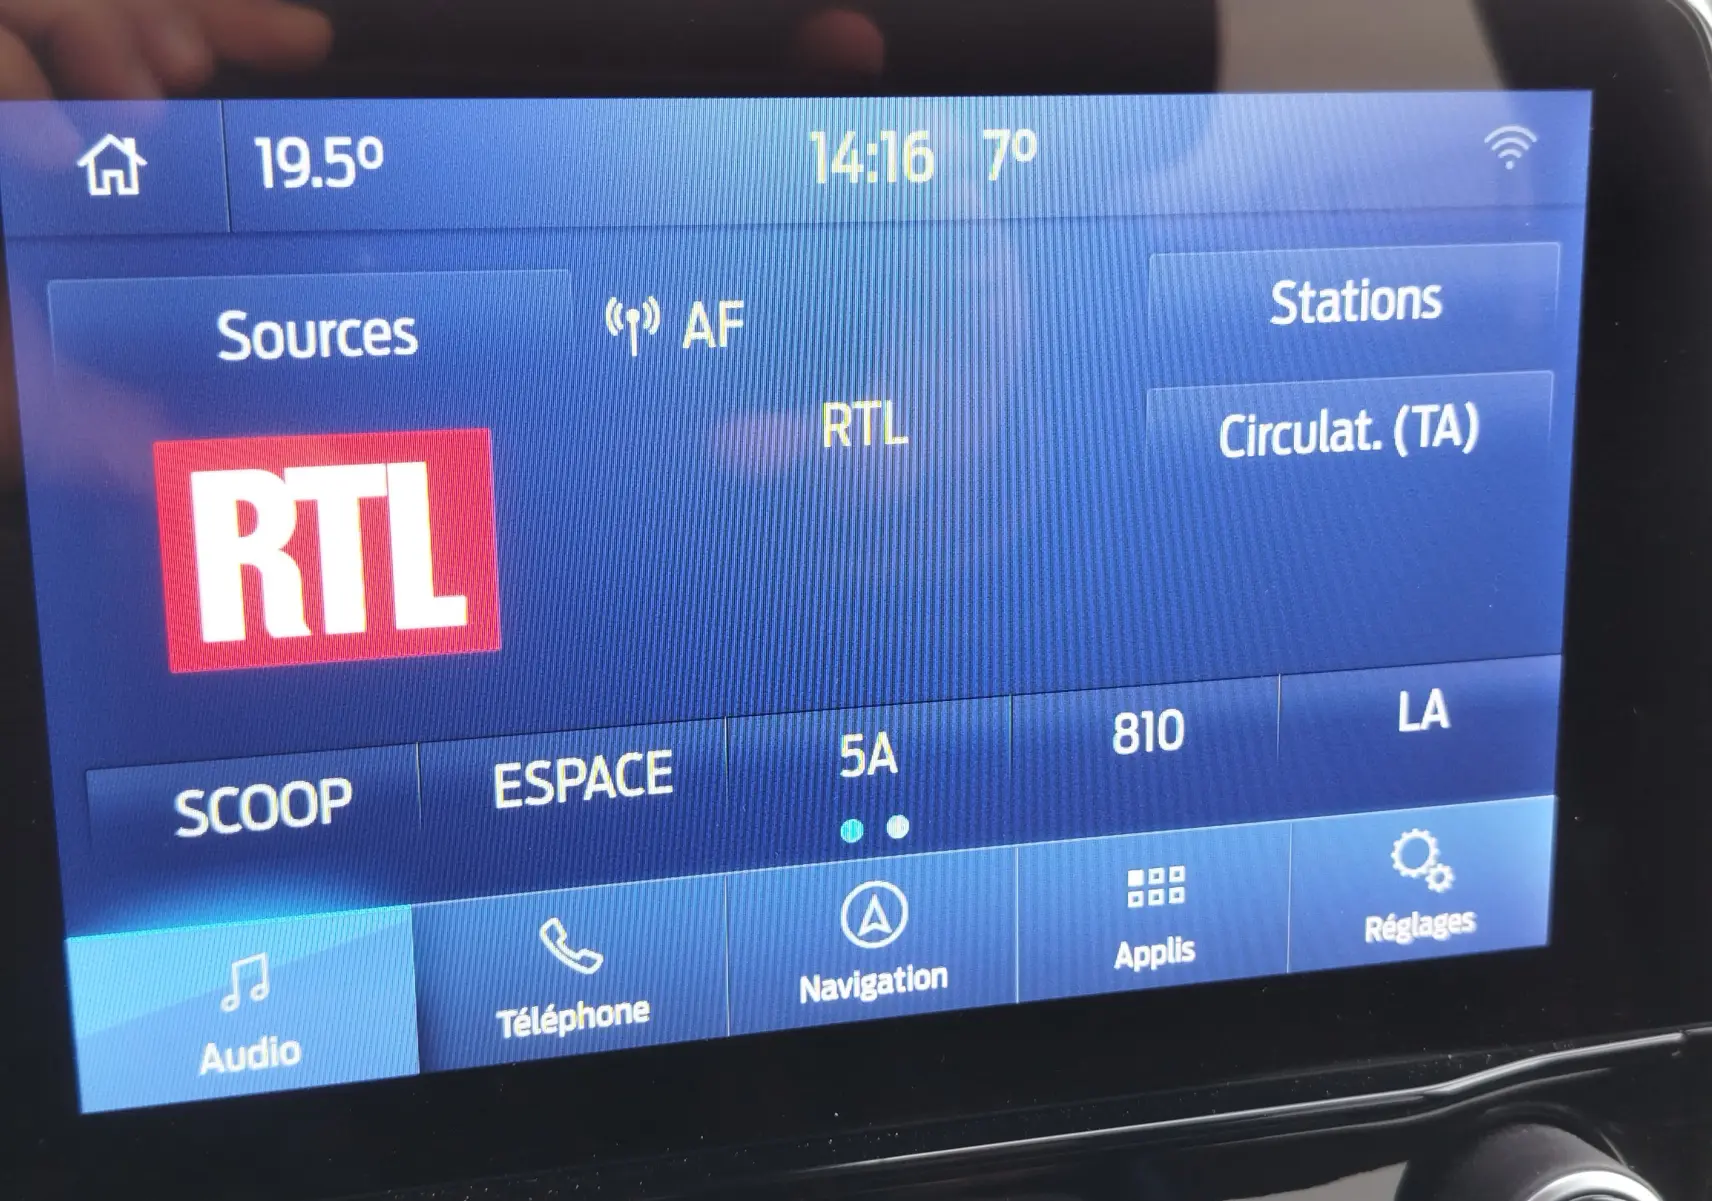 19.5°
14:16 7°
Sources
AF
Stations
RTL
Circulat. (TA)
RTL
SCOOP
ESPACE
5A
810
LA
Audio
Téléphone
Navigation
Applis
Réglages